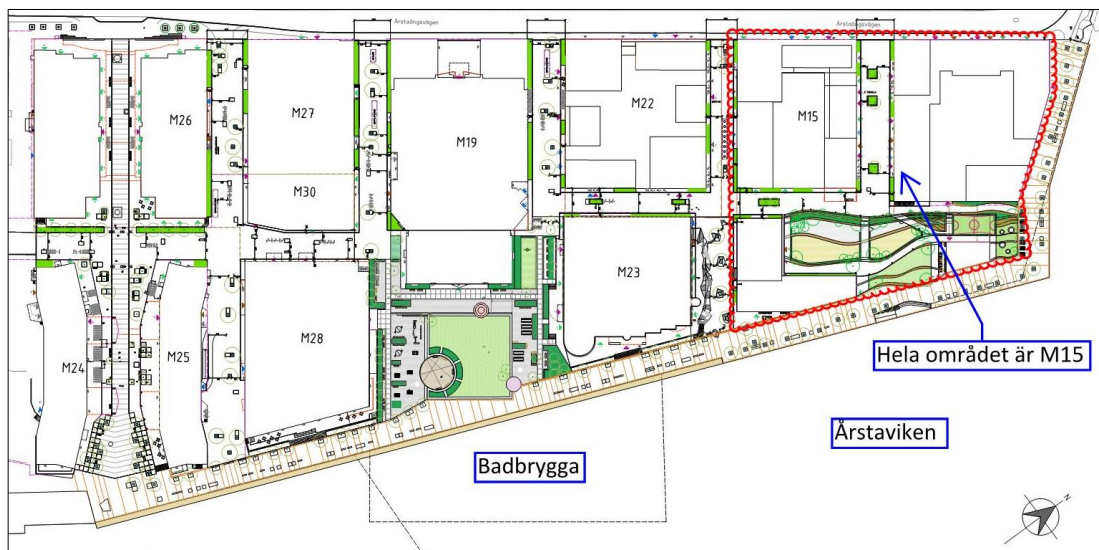 Årstaängsvägen
Årstaängsvägen
M26
M27
M30
M19
M22
M15
M24
M25
M28
M23
Hela området är M15
Årstaviken
Badbrygga
N